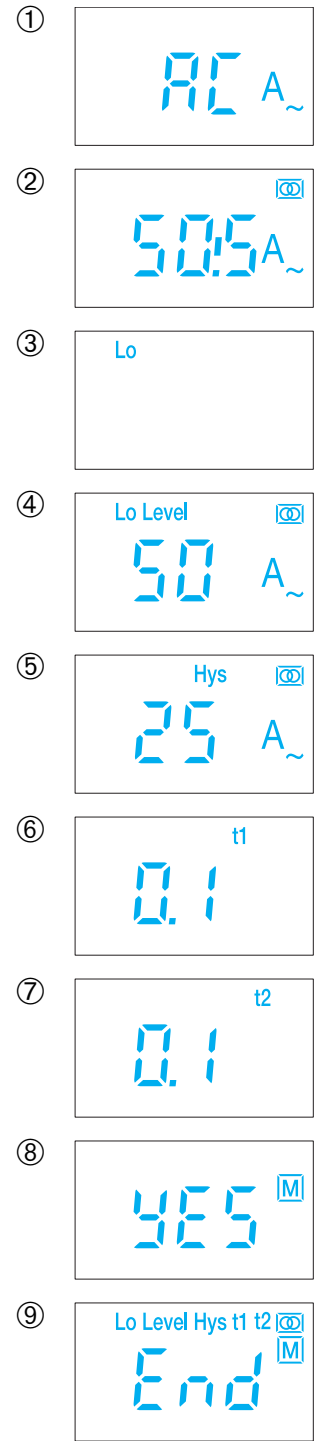 ①
AC A~
②
50:5 A~
③
Lo
④
Lo Level
50 A~
⑤
Hys
25 A~
⑥
t1
0.1
⑦
t2
0.1
⑧
YES M
⑨
Lo Level Hys t1 t2
M
End